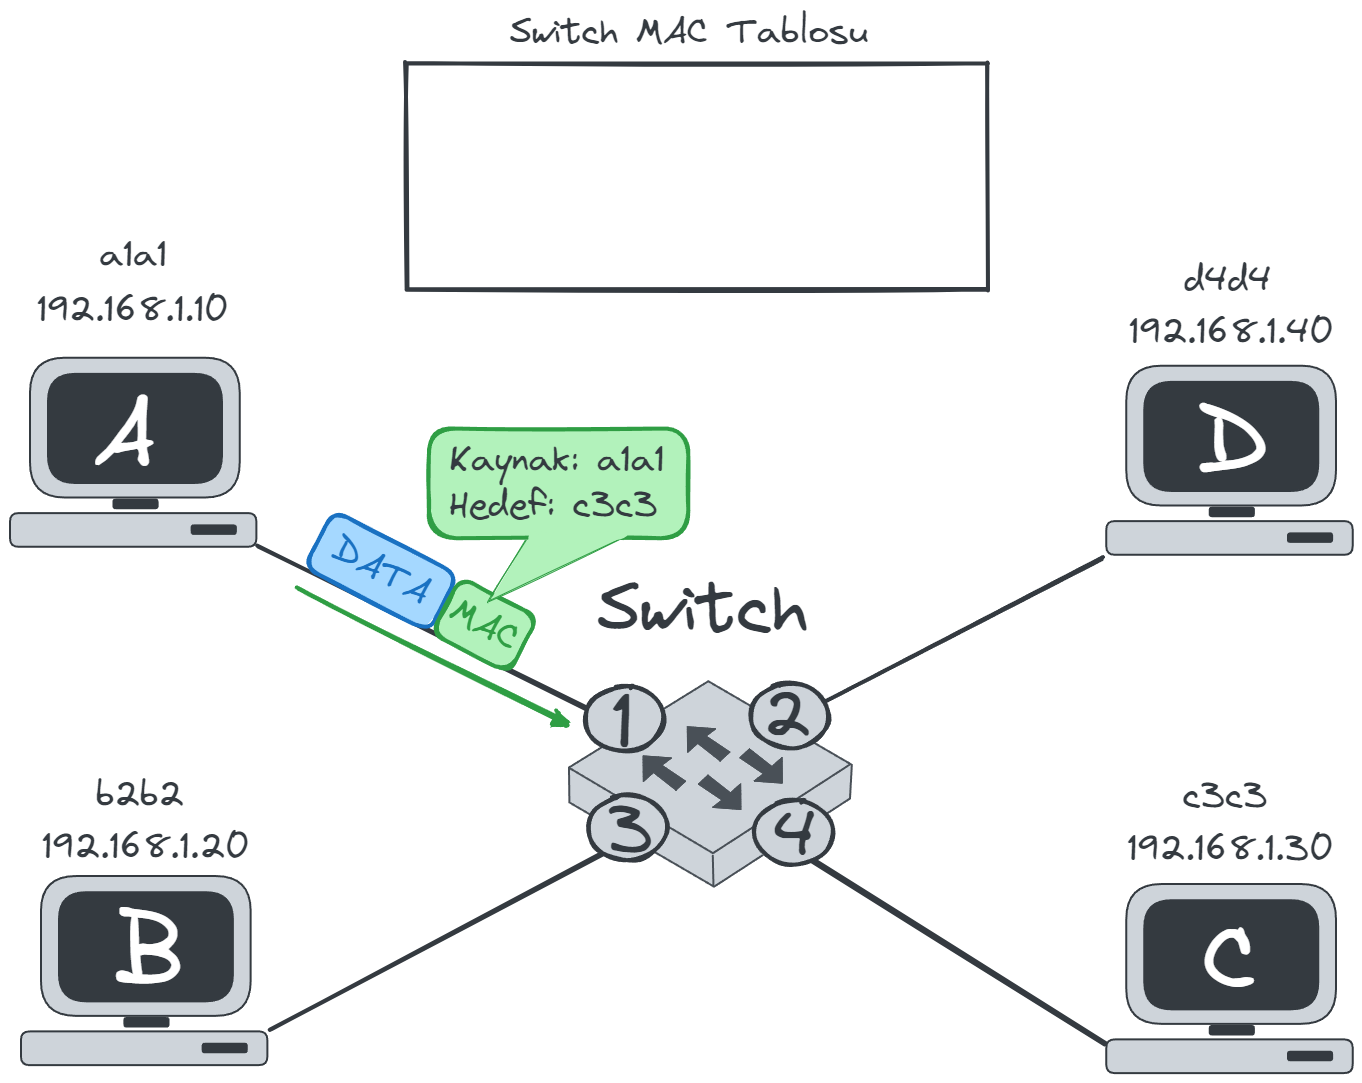 Switch MAC Tablosu
a1a1
192.168.1.10
A
d4d4
192.168.1.40
D
Kaynak: a1a1
Hedef: c3c3
DATA
MAC
Switch
1
2
3
4
b2b2
192.168.1.20
B
c3c3
192.168.1.30
C